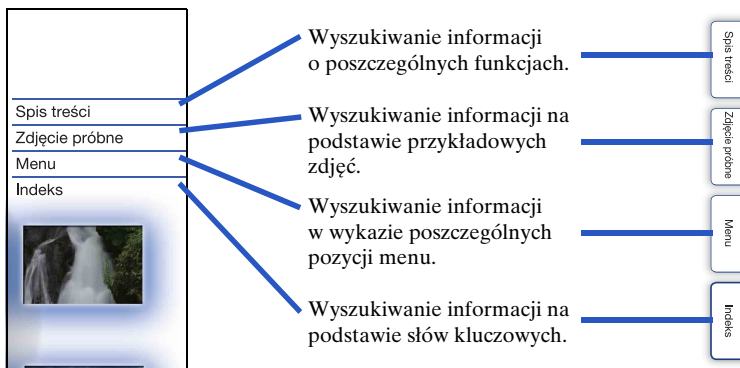 Spis treści
Zdjęcie próbne
Menu
Indeks
Wyszukiwanie informacji
o poszczególnych funkcjach.
Wyszukiwanie informacji na
podstawie przykładowych
zdjęć.
Wyszukiwanie informacji
w wykazie poszczególnych
pozycji menu.
Wyszukiwanie informacji na
podstawie słów kluczowych.
Spis treści
Zdjęcie próbne
Menu
Indeks